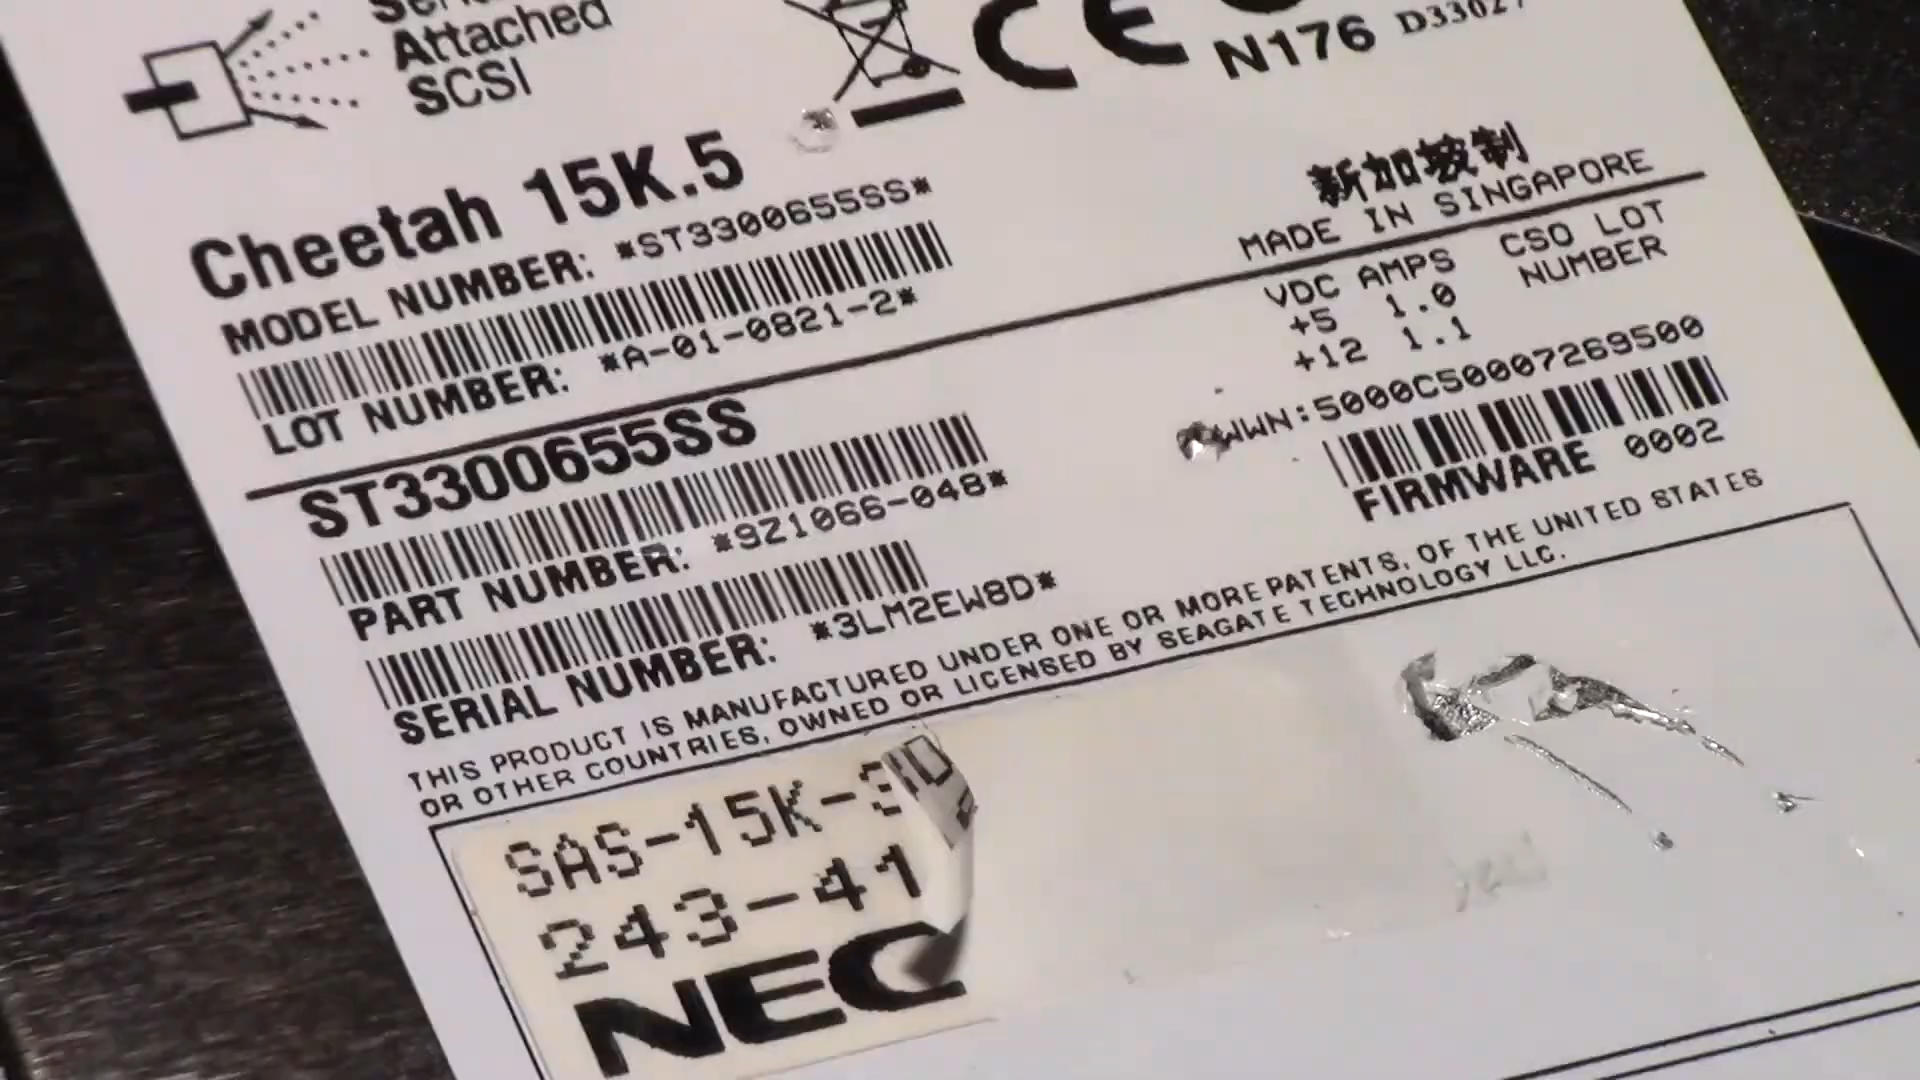 Attached
SCSI
N176 D33027
Cheetah 15K.5
MODEL NUMBER: *ST3300655SS*
LOT NUMBER: *A-01-0821-2*
新加坡制
MADE IN SINGAPORE
VDC AMPS
+5 1.0
+12 1.1
CSO LOT
NUMBER
WWN:5000C50007269500
FIRMWARE 0002
ST3300655SS
PART NUMBER: *9Z1066-048*
SERIAL NUMBER: *3LM2EW8D*
THIS PRODUCT IS MANUFACTURED UNDER ONE OR MORE PATENTS, OF THE UNITED STATES
OR OTHER COUNTRIES, OWNED OR LICENSED BY SEAGATE TECHNOLOGY LLC.
SAS-15K-30
243-41
NEC